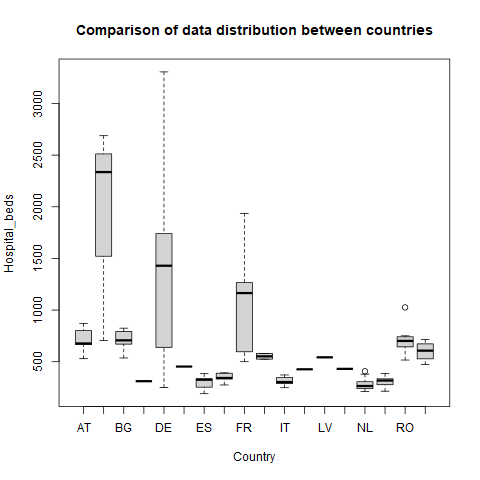 Comparison of data distribution between countries
Hospital_beds
3000
2500
2000
1500
1000
500
AT BG DE ES FR IT LV NL RO
Country